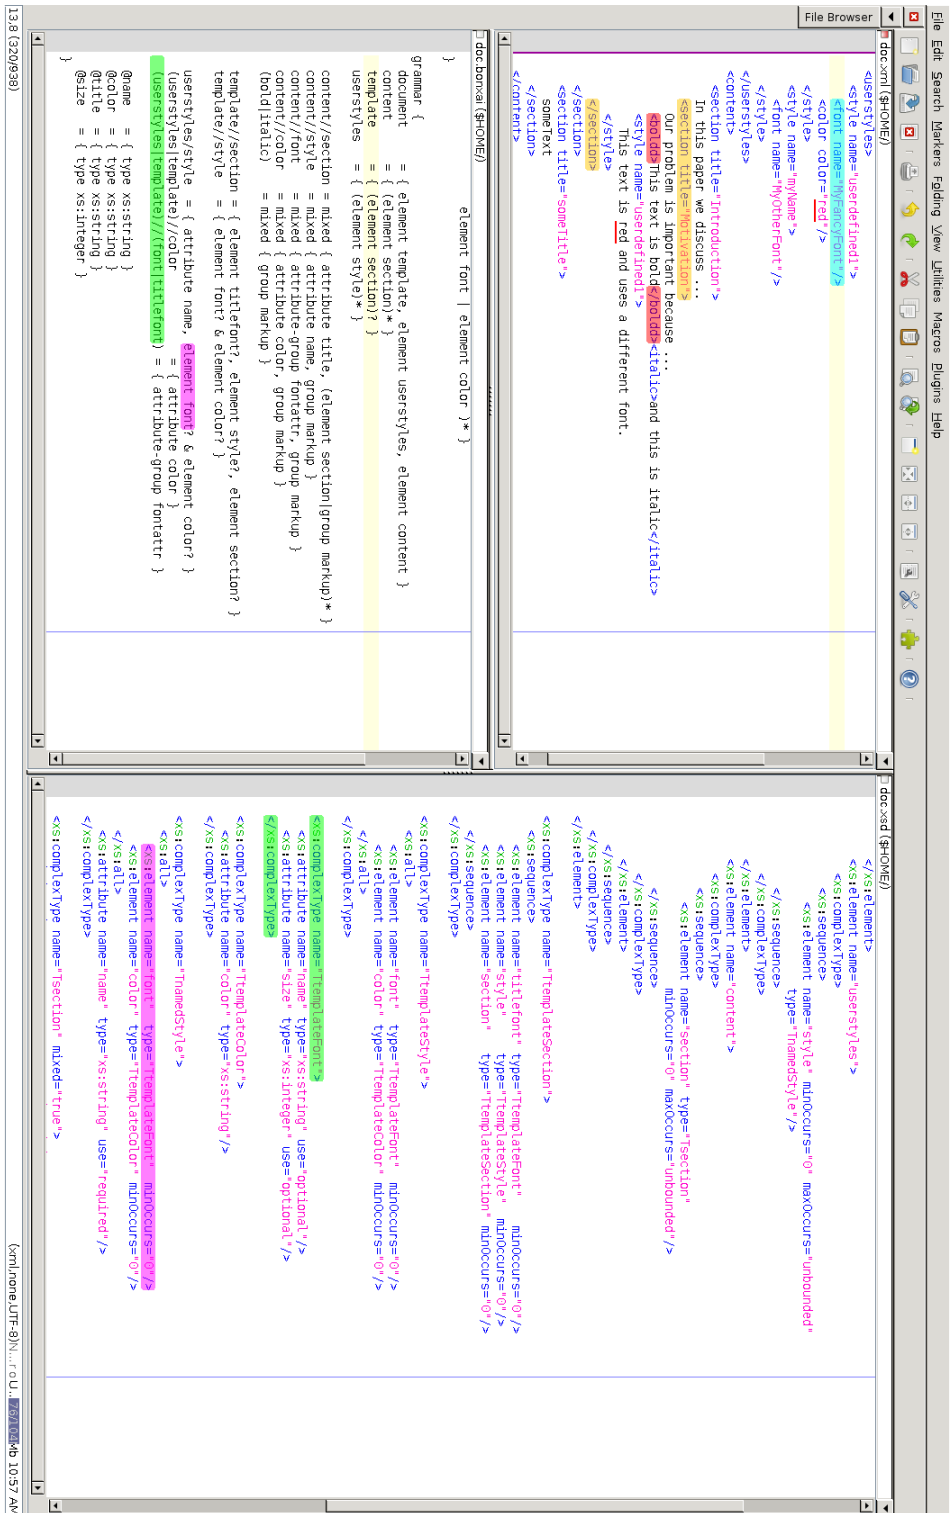 File Edit Search Markers Folding View Utilities Macros Plugins Help
File Browser
doc.xml ($HOME/)
<userstyles>
<style name="userdefined1">
<font name="MyFancyFont"/>
<color color="red"/>
</style>
<style name="myName">
<font name="MyOtherFont"/>
</style>
</userstyles>
<content>
<section title="Introduction">
In this paper we discuss ...
<section title="Motivation">
Our problem is important because ...
<boldd>This text is bold</boldd><italic>and this is italic</italic>
<style name="userdefined1">
This text is red and uses a different font.
</style>
</section>
</section>
<section title="someTitle">
someText
</section>
</content>
doc.bonxai ($HOME/)
element font | element color )* }
}
grammar {
document = { element template, element userstyles, element content }
content = { (element section)* }
template = { (element section)? }
userstyles = { (element style)* }
content//section = mixed { attribute title, (element section|group markup)* }
content//style = mixed { attribute name, group markup }
content//font = mixed { attribute-group fontattr, group markup }
content//color = mixed { attribute color, group markup }
(bold|italic) = mixed { group markup }
template//section = { element titlefont?, element style?, element section? }
template//style = { element font? & element color? }
userstyles/style = { attribute name, element font? & element color? }
(userstyles|template)//color = { attribute color }
(userstyles|template)//(font|titlefont) = { attribute-group fontattr }
@name = { type xs:string }
@color = { type xs:string }
@title = { type xs:string }
@size = { type xs:integer }
}
doc.xsd ($HOME/)
</xs:element>
<xs:element name="userstyles">
<xs:complexType>
<xs:sequence>
<xs:element name="style" minOccurs="0" maxOccurs="unbounded"
type="TnamedStyle"/>
</xs:sequence>
</xs:complexType>
</xs:element>
<xs:element name="content">
<xs:complexType>
<xs:sequence>
<xs:element name="section" type="Tsection"
minOccurs="0" maxOccurs="unbounded"/>
</xs:sequence>
</xs:complexType>
</xs:element>
</xs:sequence>
</xs:complexType>
</xs:element>
<xs:complexType name="TtemplateSection">
<xs:sequence>
<xs:element name="titlefont" type="TtemplateFont" minOccurs="0"/>
<xs:element name="style" type="TtemplateStyle" minOccurs="0"/>
<xs:element name="section" type="TtemplateSection" minOccurs="0"/>
</xs:sequence>
</xs:complexType>
<xs:complexType name="TtemplateStyle">
<xs:all>
<xs:element name="font" type="TtemplateFont" minOccurs="0"/>
<xs:element name="color" type="TtemplateColor" minOccurs="0"/>
</xs:all>
</xs:complexType>
<xs:complexType name="TtemplateFont">
<xs:attribute name="name" type="xs:string" use="optional"/>
<xs:attribute name="size" type="xs:integer" use="optional"/>
</xs:complexType>
<xs:complexType name="TtemplateColor">
<xs:attribute name="color" type="xs:string"/>
</xs:complexType>
<xs:complexType name="TnamedStyle">
<xs:all>
<xs:element name="font" type="TtemplateFont" minOccurs="0"/>
<xs:element name="color" type="TtemplateColor" minOccurs="0"/>
</xs:all>
<xs:attribute name="name" type="xs:string" use="required"/>
</xs:complexType>
<xs:complexType name="Tsection" mixed="true">
13,8 (320/938)
(xml,none,UTF-8) N... r o U.. 76/104Mb 10:57 AM